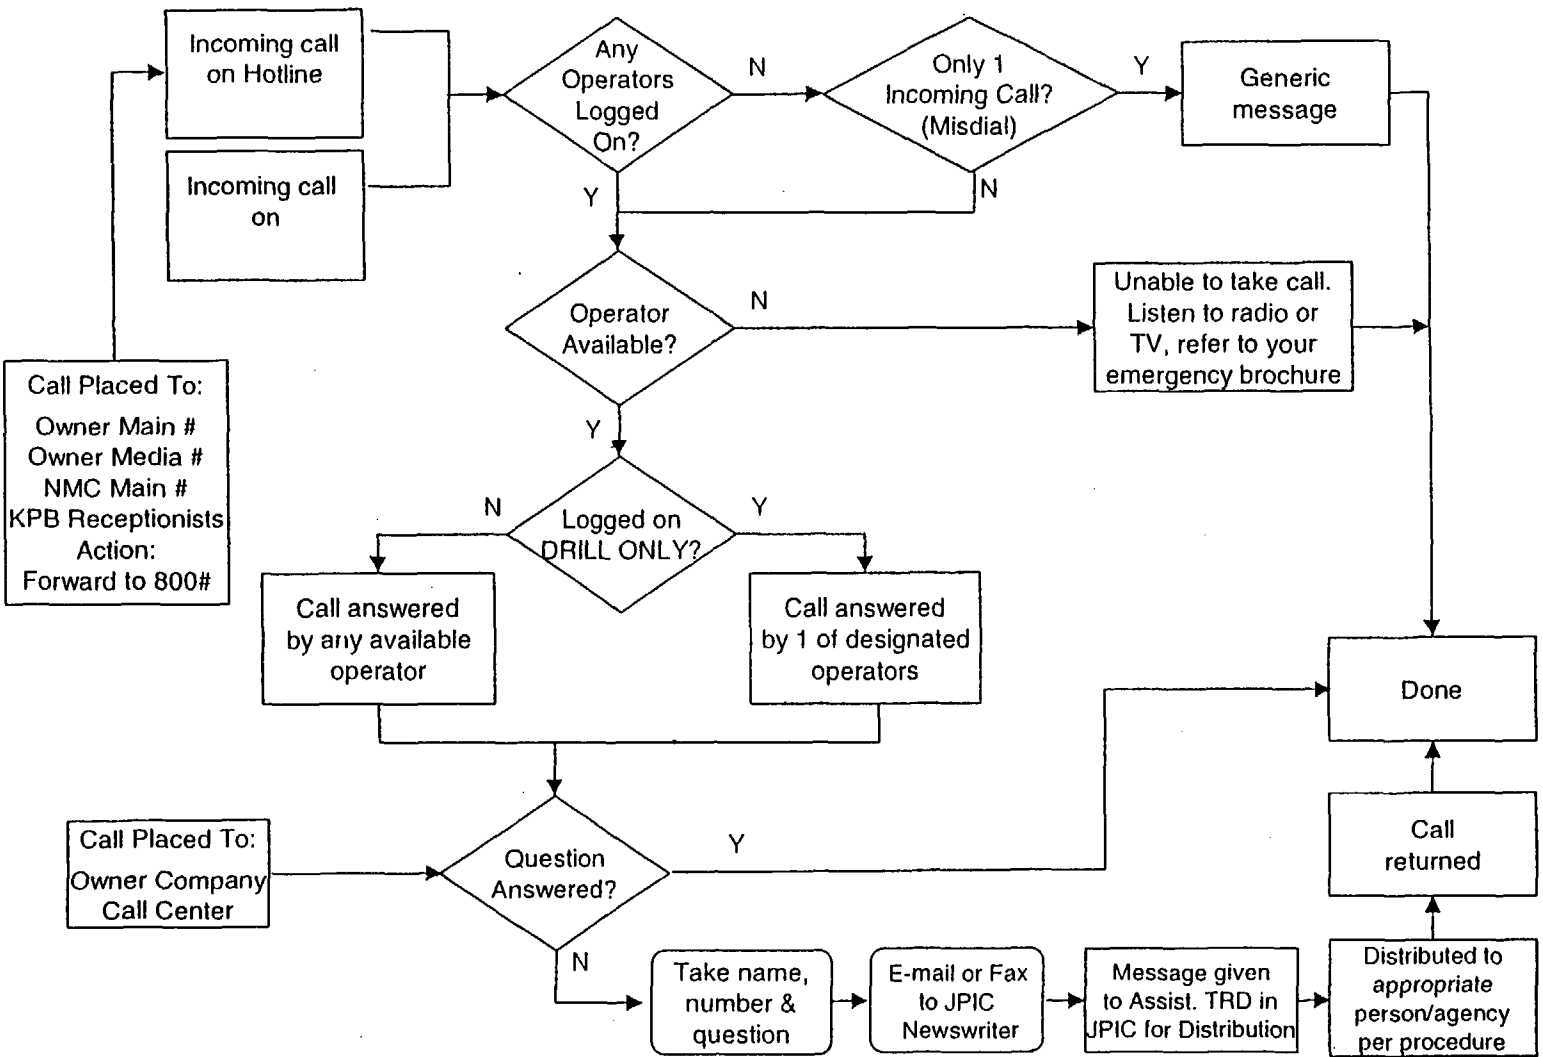 Incoming call
on Hotline
Incoming call
on
Any
Operators
Logged
On?
N
Y
Only 1
Incoming Call?
(Misdial)
Y
N
Generic
message
Operator
Available?
N
Y
Unable to take call.
Listen to radio or
TV, refer to your
emergency brochure
Call Placed To:
Owner Main #
Owner Media #
NMC Main #
KPB Receptionists
Action:
Forward to 800#
Logged on
DRILL ONLY?
N
Y
Call answered
by any available
operator
Call answered
by 1 of designated
operators
Done
Call Placed To:
Owner Company
Call Center
Question
Answered?
Y
N
Take name,
number &
question
E-mail or Fax
to JPIC
Newswriter
Message given
to Assist. TRD in
JPIC for Distribution
Distributed to
appropriate
person/agency
per procedure
Call
returned